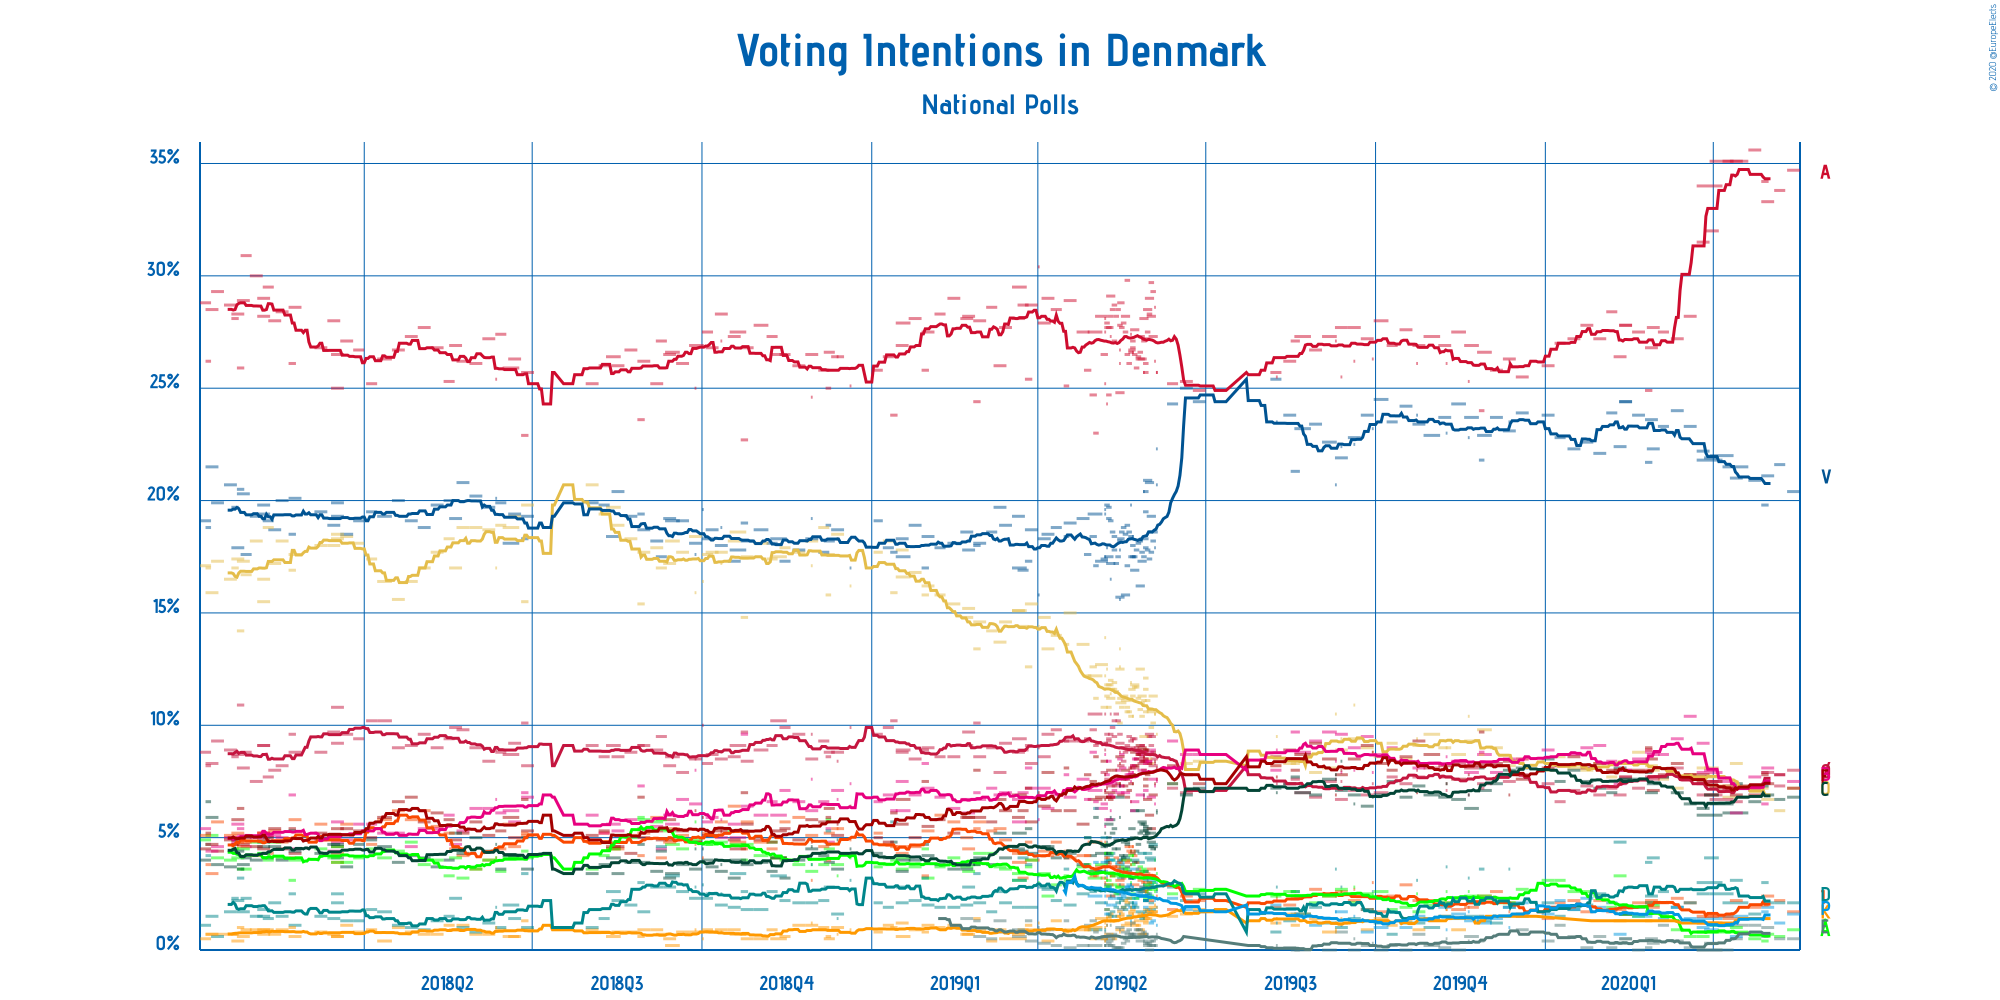 © 2020 @EuropeElects
Voting Intentions in Denmark
National Polls
35%
30%
25%
20%
15%
10%
5%
0%
A
V
C
D
2018Q2
2018Q3
2018Q4
2019Q1
2019Q2
2019Q3
2019Q4
2020Q1